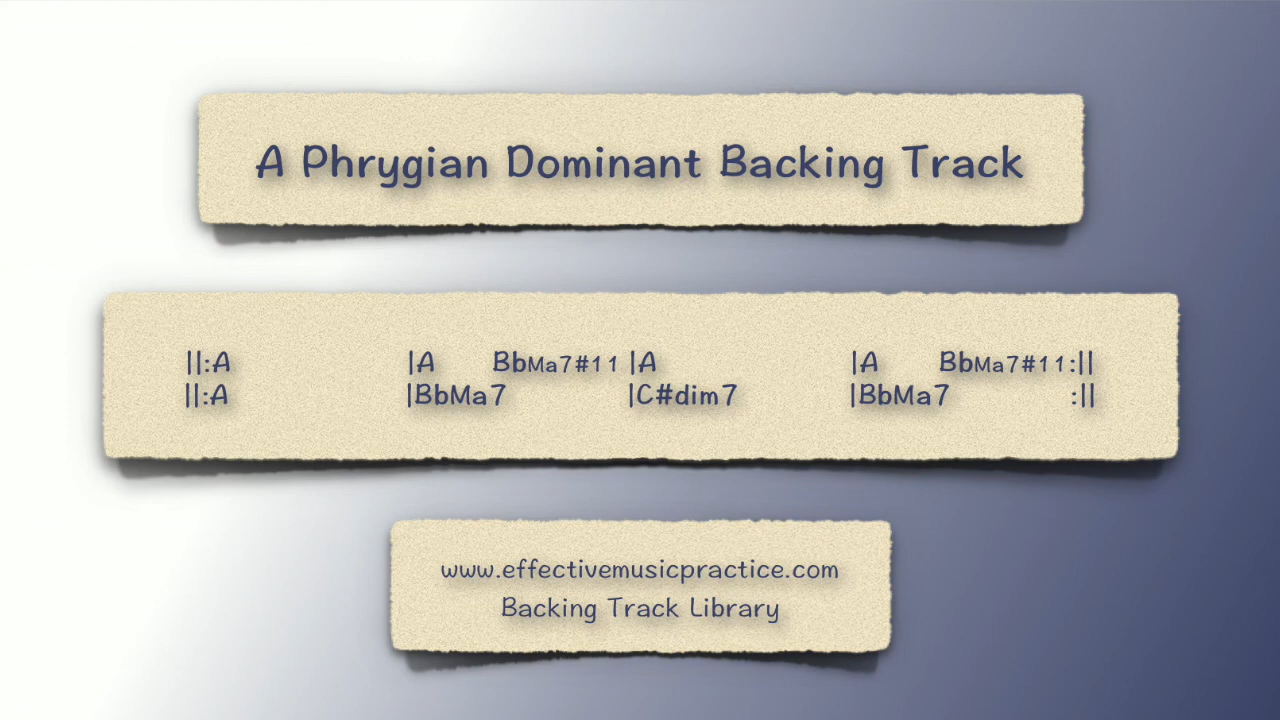 A Phrygian Dominant Backing Track
||:A |A BbMa7#11 |A |A BbMa7#11:||
||:A |BbMa7 |C#dim7 |BbMa7 :||
www.effectivemusicpractice.com
Backing Track Library